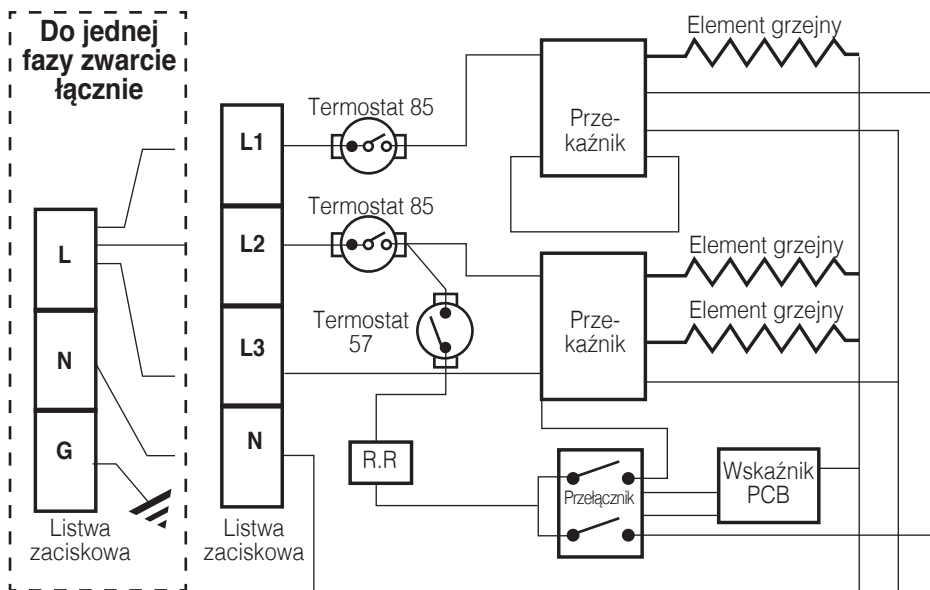 Do jednej
fazy zwarcie
łącznie
L
N
G
Listwa
zaciskowa
L1
L2
L3
N
Listwa
zaciskowa
Termostat 85
Termostat 85
Termostat
57
R.R
Prze-
kaźnik
Element grzejny
Prze-
kaźnik
Element grzejny
Element grzejny
Przełącznik
Wskaźnik
PCB